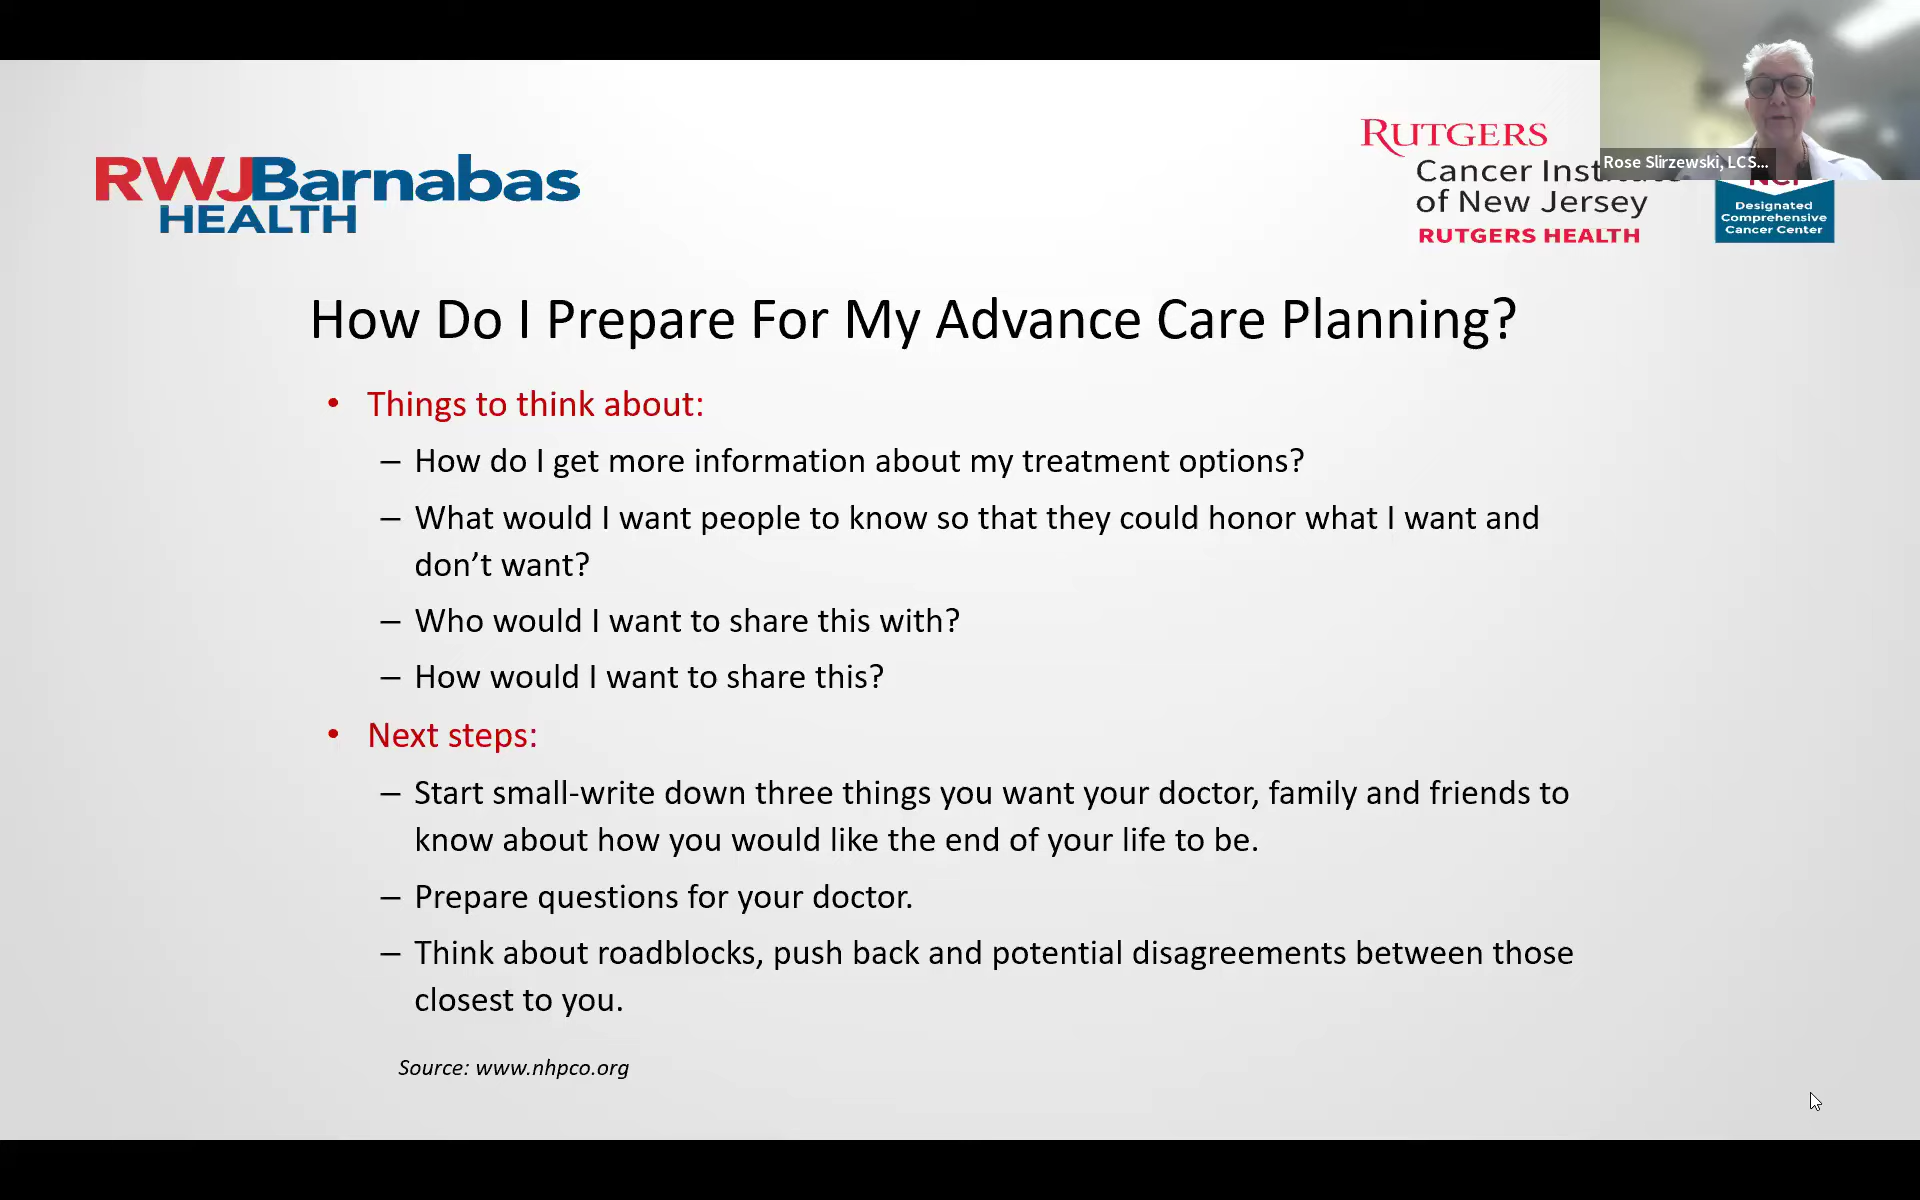 RWJBarnabas
HEALTH
RUTGERS
Cancer Inst
of New Jersey
RUTGERS HEALTH
Rose Slirzewski, LCS...
NCI
Designated
Comprehensive
Cancer Center
How Do I Prepare For My Advance Care Planning?
• Things to think about:
– How do I get more information about my treatment options?
– What would I want people to know so that they could honor what I want and
don’t want?
– Who would I want to share this with?
– How would I want to share this?
• Next steps:
– Start small-write down three things you want your doctor, family and friends to
know about how you would like the end of your life to be.
– Prepare questions for your doctor.
– Think about roadblocks, push back and potential disagreements between those
closest to you.
Source: www.nhpco.org